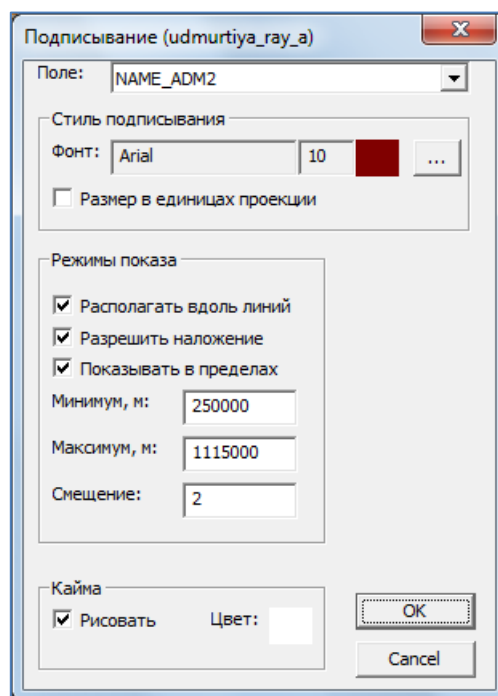 Подписывание (udmurtiya_ray_a)
Поле: NAME_ADM2
Стиль подписывания
Фонт: Arial 10 ...
Размер в единицах проекции
Режимы показа
Располагать вдоль линий
Разрешить наложение
Показывать в пределах
Минимум, м: 250000
Максимум, м: 1115000
Смещение: 2
Кайма
Рисовать Цвет: OK
Cancel